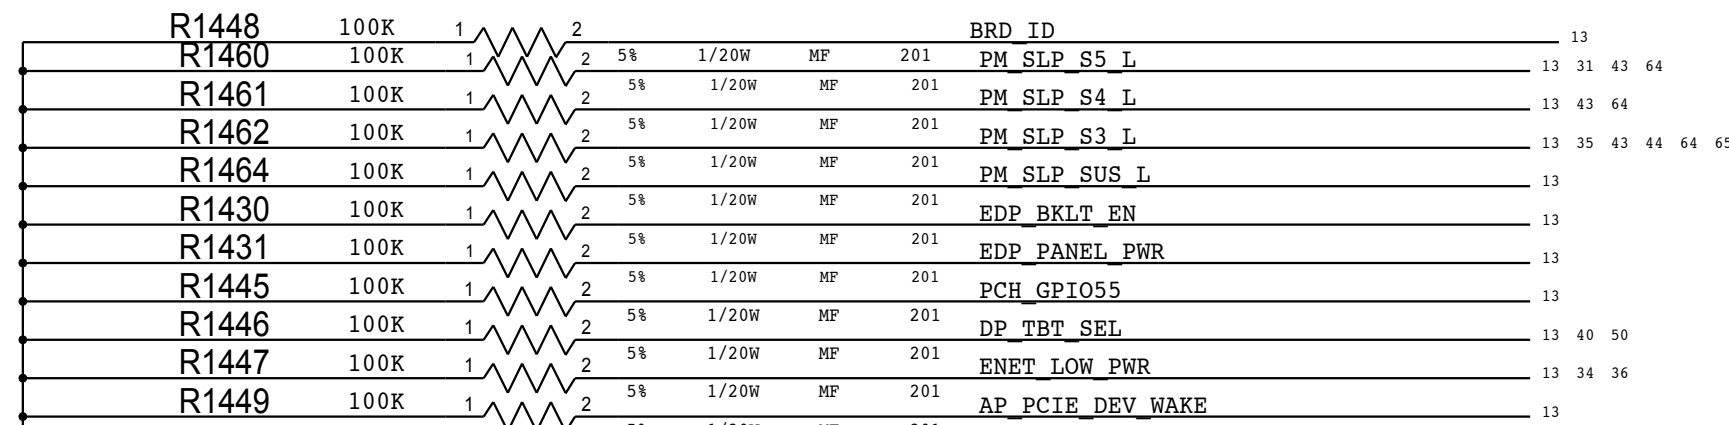 R1448 100K 1 2 BRD_ID 13
R1460 100K 1 2 5% 1/20W MF 201 PM_SLP_S5_L 13 31 43 64
R1461 100K 1 2 5% 1/20W MF 201 PM_SLP_S4_L 13 43 64
R1462 100K 1 2 5% 1/20W MF 201 PM_SLP_S3_L 13 35 43 44 64 65
R1464 100K 1 2 5% 1/20W MF 201 PM_SLP_SUS_L 13
R1430 100K 1 2 5% 1/20W MF 201 EDP_BKLT_EN 13
R1431 100K 1 2 5% 1/20W MF 201 EDP_PANEL_PWR 13
R1445 100K 1 2 5% 1/20W MF 201 PCH_GPIO55 13
R1446 100K 1 2 5% 1/20W MF 201 DP_TBT_SEL 13 40 50
R1447 100K 1 2 5% 1/20W MF 201 ENET_LOW_PWR 13 34 36
R1449 100K 1 2 5% 1/20W MF 201 AP_PCIE_DEV_WAKE 13